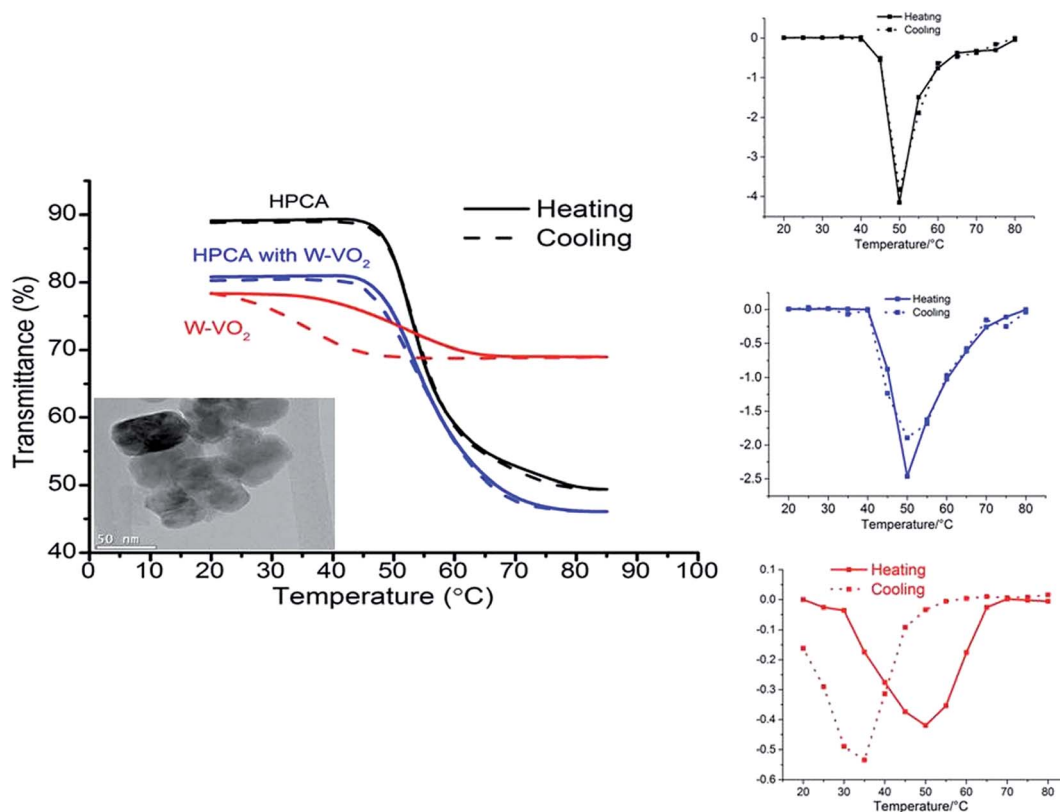 Transmittance (%)
90
80
70
60
50
40
HPCA
HPCA with W-VO₂
W-VO₂
Heating
Cooling
50 nm
0 10 20 30 40 50 60 70 80 90 100
Temperature (°C)
Heating
Cooling
0
-1
-2
-3
-4
20 30 40 50 60 70 80
Temperature/°C
Heating
Cooling
0.0
-0.5
-1.0
-1.5
-2.0
-2.5
20 30 40 50 60 70 80
Temperature/°C
Heating
Cooling
0.1
0.0
-0.1
-0.2
-0.3
-0.4
-0.5
-0.6
20 30 40 50 60 70 80
Temperature/°C